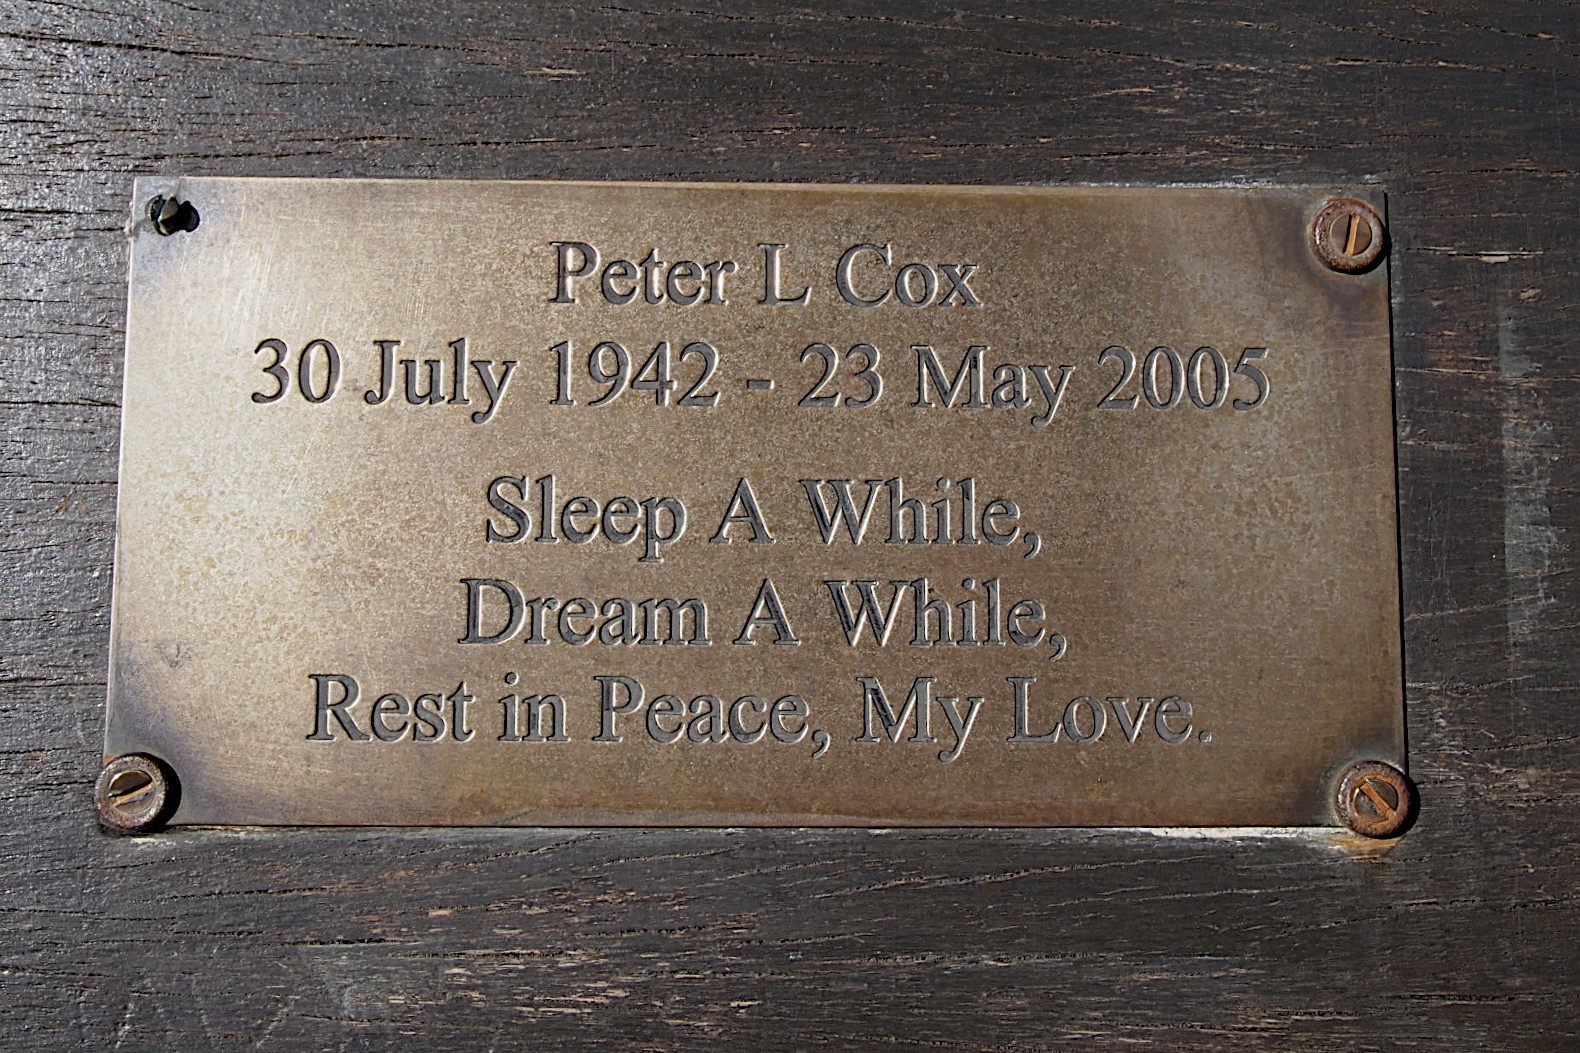 Peter L Cox
30 July 1942 - 23 May 2005
Sleep A While,
Dream A While,
Rest in Peace, My Love.